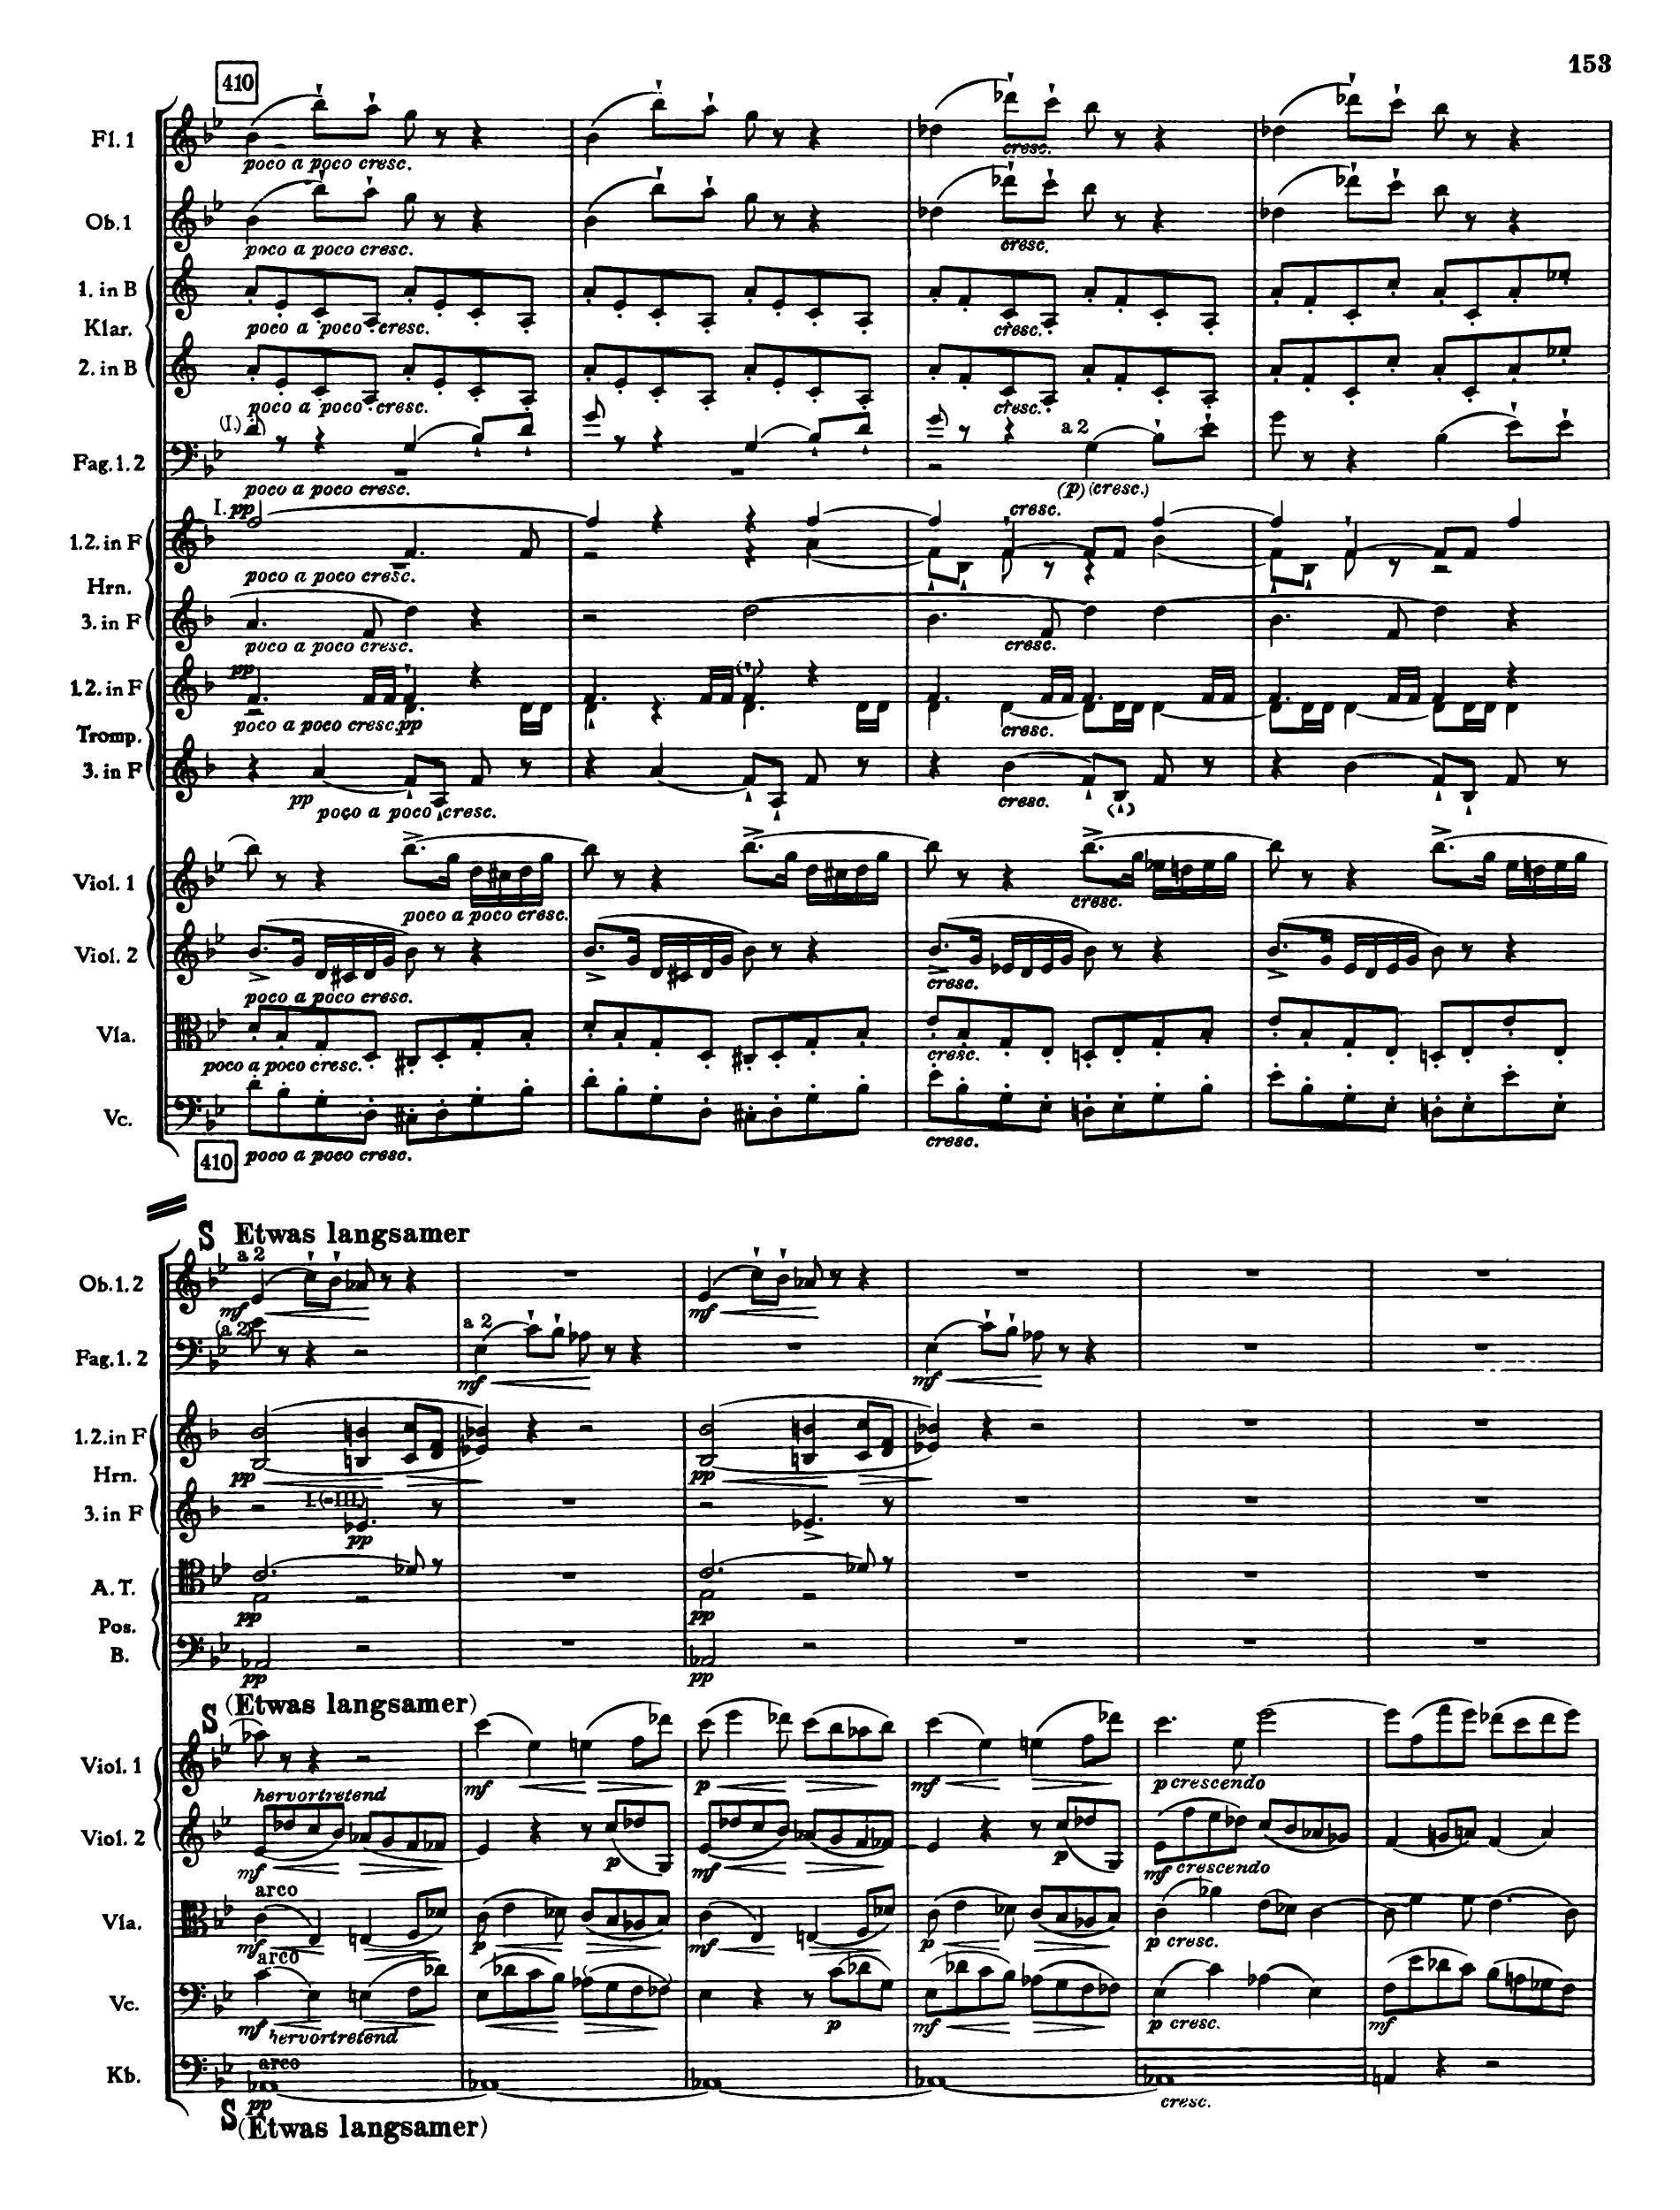 153
410
Fl. 1
poco a poco cresc.
cresc.
Ob. 1
poco a poco cresc.
cresc.
1. in B
poco a poco cresc.
cresc.
Klar.
2. in B
poco a poco cresc.
cresc.
(I.)
a 2
Fag. 1. 2
poco a poco cresc.
(p) (cresc.)
I. pp
cresc.
1.2. in F
poco a poco cresc.
Hrn.
3. in F
poco a poco cresc.
cresc.
pp
1.2. in F
poco a poco cresc. pp
cresc.
Tromp.
3. in F
pp
poco a poco cresc.
cresc.
Viol. 1
poco a poco cresc.
cresc.
Viol. 2
poco a poco cresc.
cresc.
Vla.
poco a poco cresc.
cresc.
Vc.
poco a poco cresc.
cresc.
410
S Etwas langsamer
a 2
Ob. 1. 2
mf
mf
(a 2)
a 2
Fag. 1. 2
mf
mf
1.2. in F
pp
pp
Hrn.
I. (-III)
3. in F
pp
A. T.
pp
pp
Pos.
B.
pp
pp
S (Etwas langsamer)
Viol. 1
hervortretend
mf
p
mf
p crescendo
Viol. 2
mf
p
mf
p
mf crescendo
arco
Vla.
mf
p
mf
p
p cresc.
arco
Vc.
mf hervortretend
p
mf
p cresc.
mf
arco
Kb.
pp
cresc.
S (Etwas langsamer)